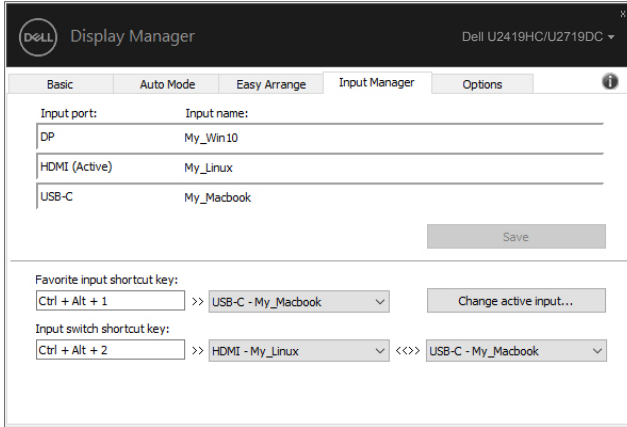 x
DELL Display Manager Dell U2419HC/U2719DC
Basic Auto Mode Easy Arrange Input Manager Options i
Input port: Input name:
DP My_Win10
HDMI (Active) My_Linux
USB-C My_Macbook
Save
Favorite input shortcut key:
Ctrl + Alt + 1 >> USB-C - My_Macbook Change active input...
Input switch shortcut key:
Ctrl + Alt + 2 >> HDMI - My_Linux <<>> USB-C - My_Macbook